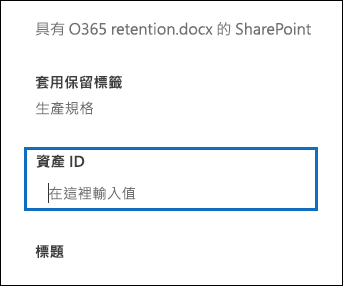 具有 O365 retention.docx 的 SharePoint
套用保留標籤
生產規格
資產 ID
在這裡輸入值
標題